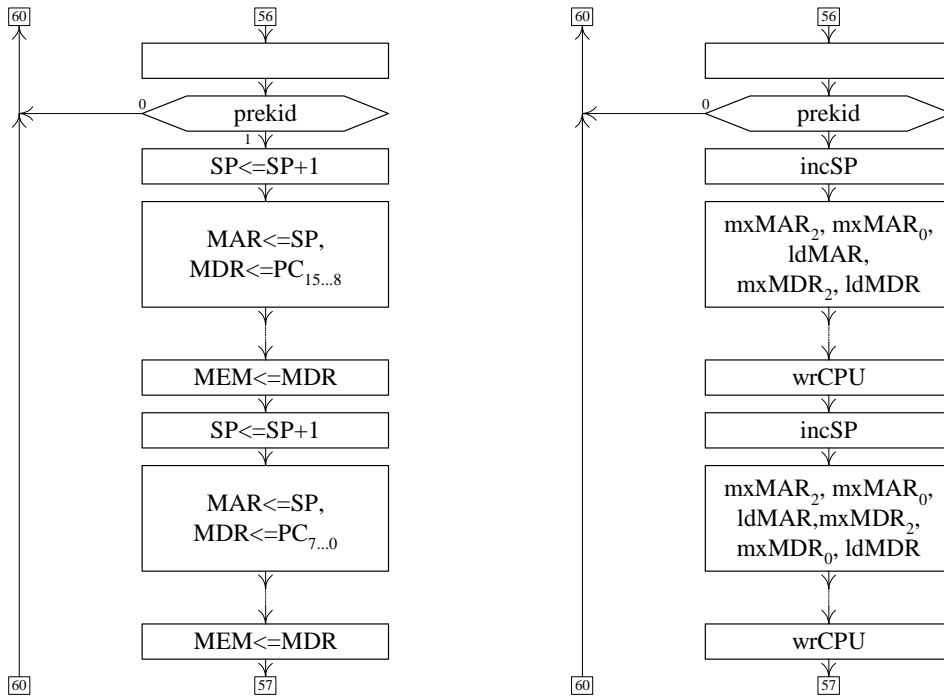 60
56
prekid
0
1
SP<=SP+1
MAR<=SP,
MDR<=PC15...8
MEM<=MDR
SP<=SP+1
MAR<=SP,
MDR<=PC7...0
MEM<=MDR
60
57
60
56
prekid
0
incSP
mxMAR2, mxMAR0,
ldMAR,
mxMDR2, ldMDR
wrCPU
incSP
mxMAR2, mxMAR0,
ldMAR,mxMDR2,
mxMDR0, ldMDR
wrCPU
60
57